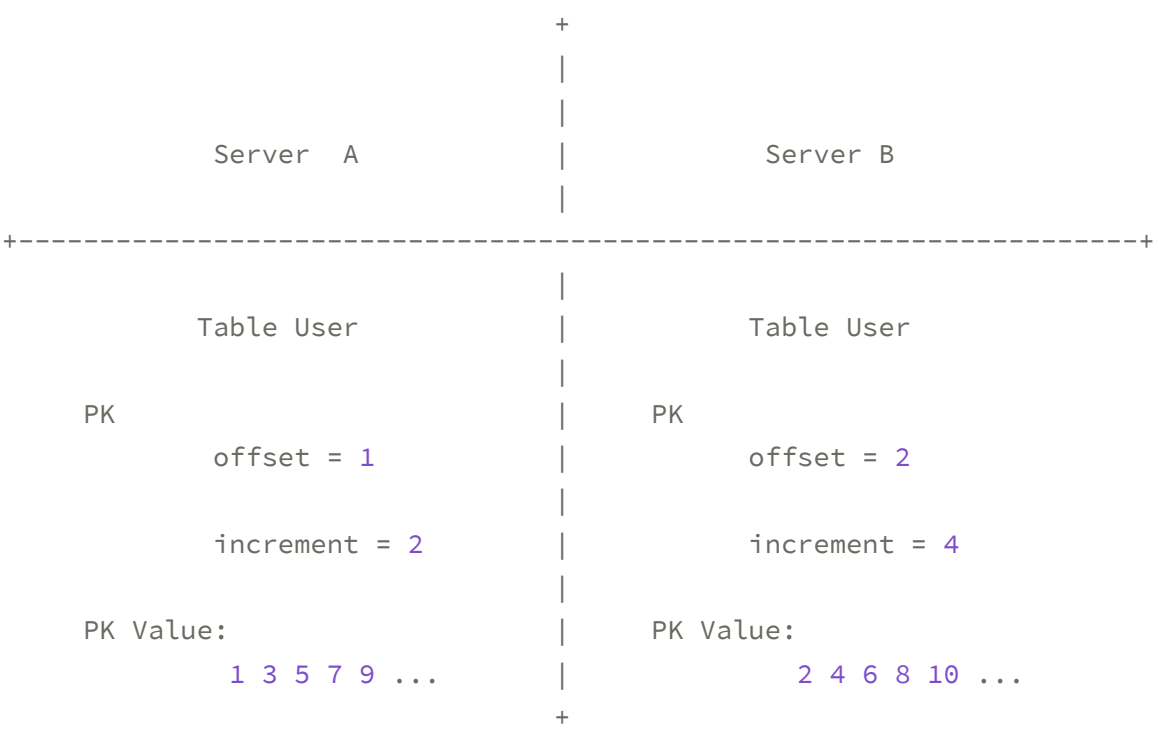 +
|
|
Server  A | Server B
|
+----------------------------------------------------------------------+
|
Table User | Table User
|
PK | PK
offset = 1 | offset = 2
|
increment = 2 | increment = 4
|
PK Value: | PK Value:
1 3 5 7 9 ... | 2 4 6 8 10 ...
+